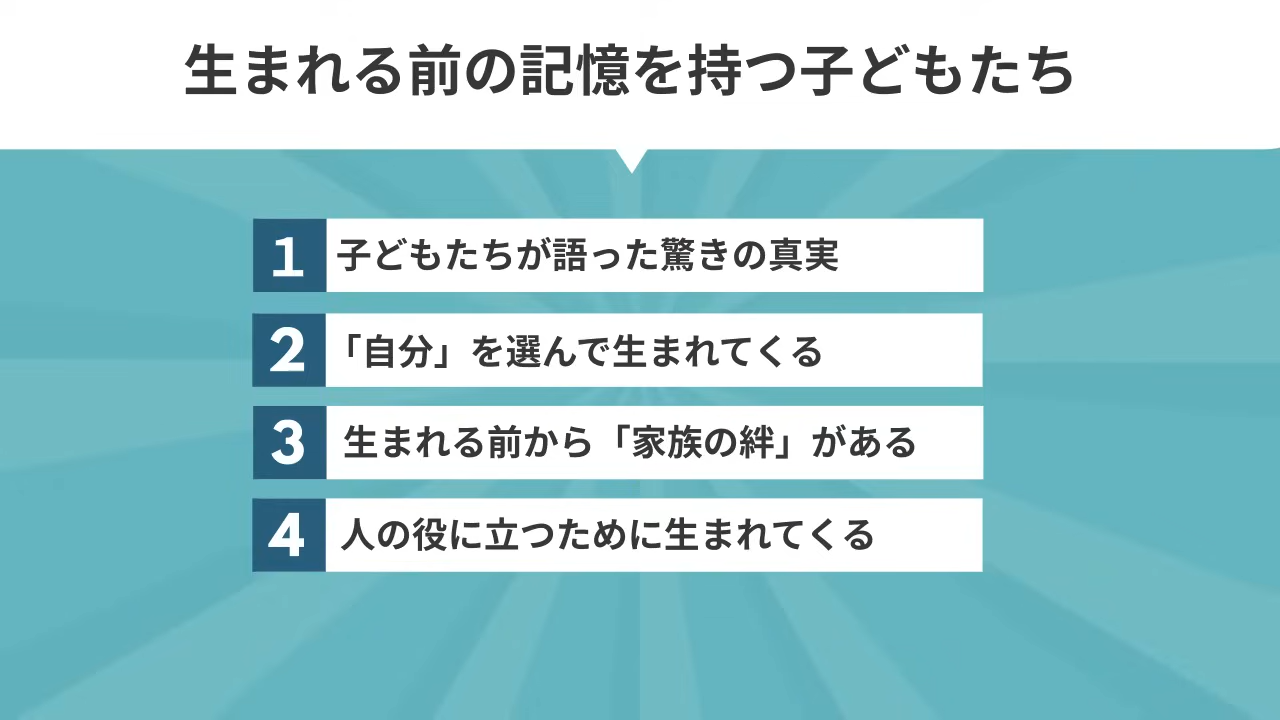 生まれる前の記憶を持つ子どもたち
1 子どもたちが語った驚きの真実
2 「自分」を選んで生まれてくる
3 生まれる前から「家族の絆」がある
4 人の役に立つために生まれてくる